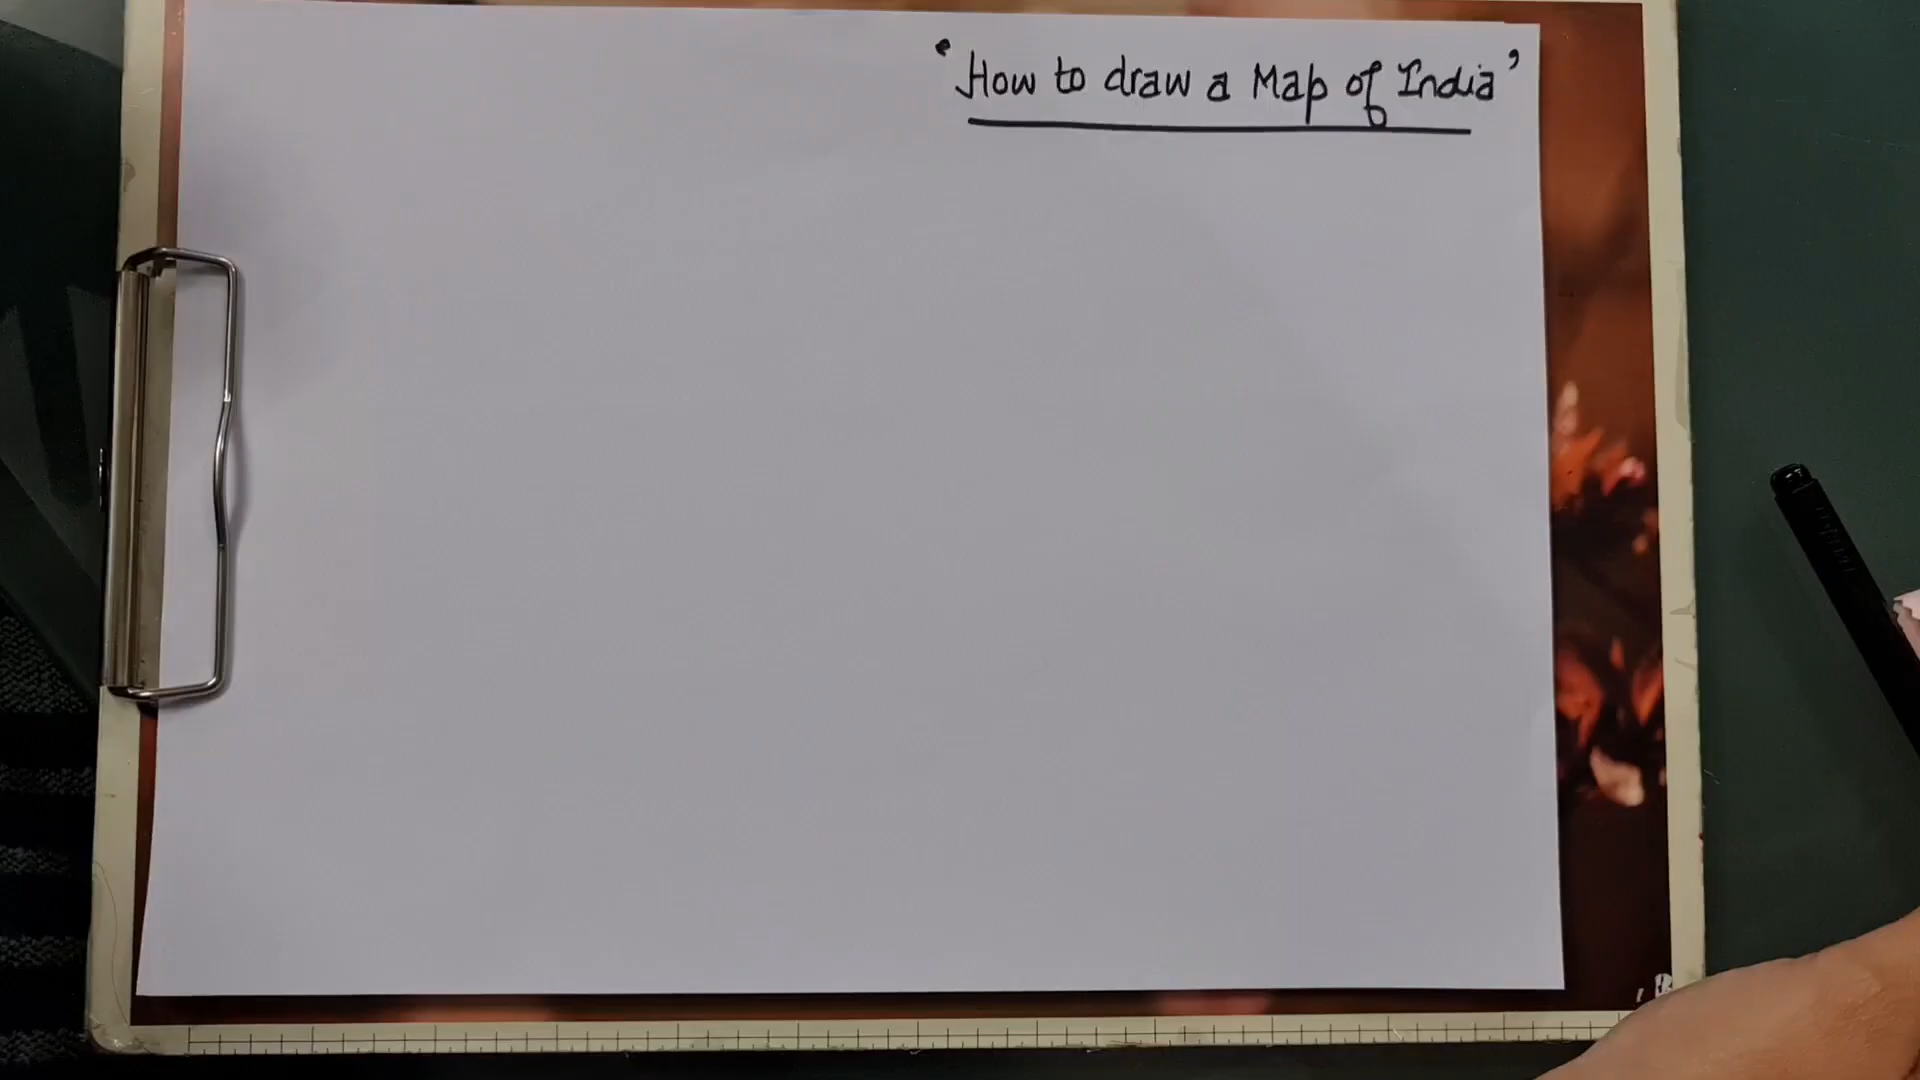 ‘How to draw a Map of India’